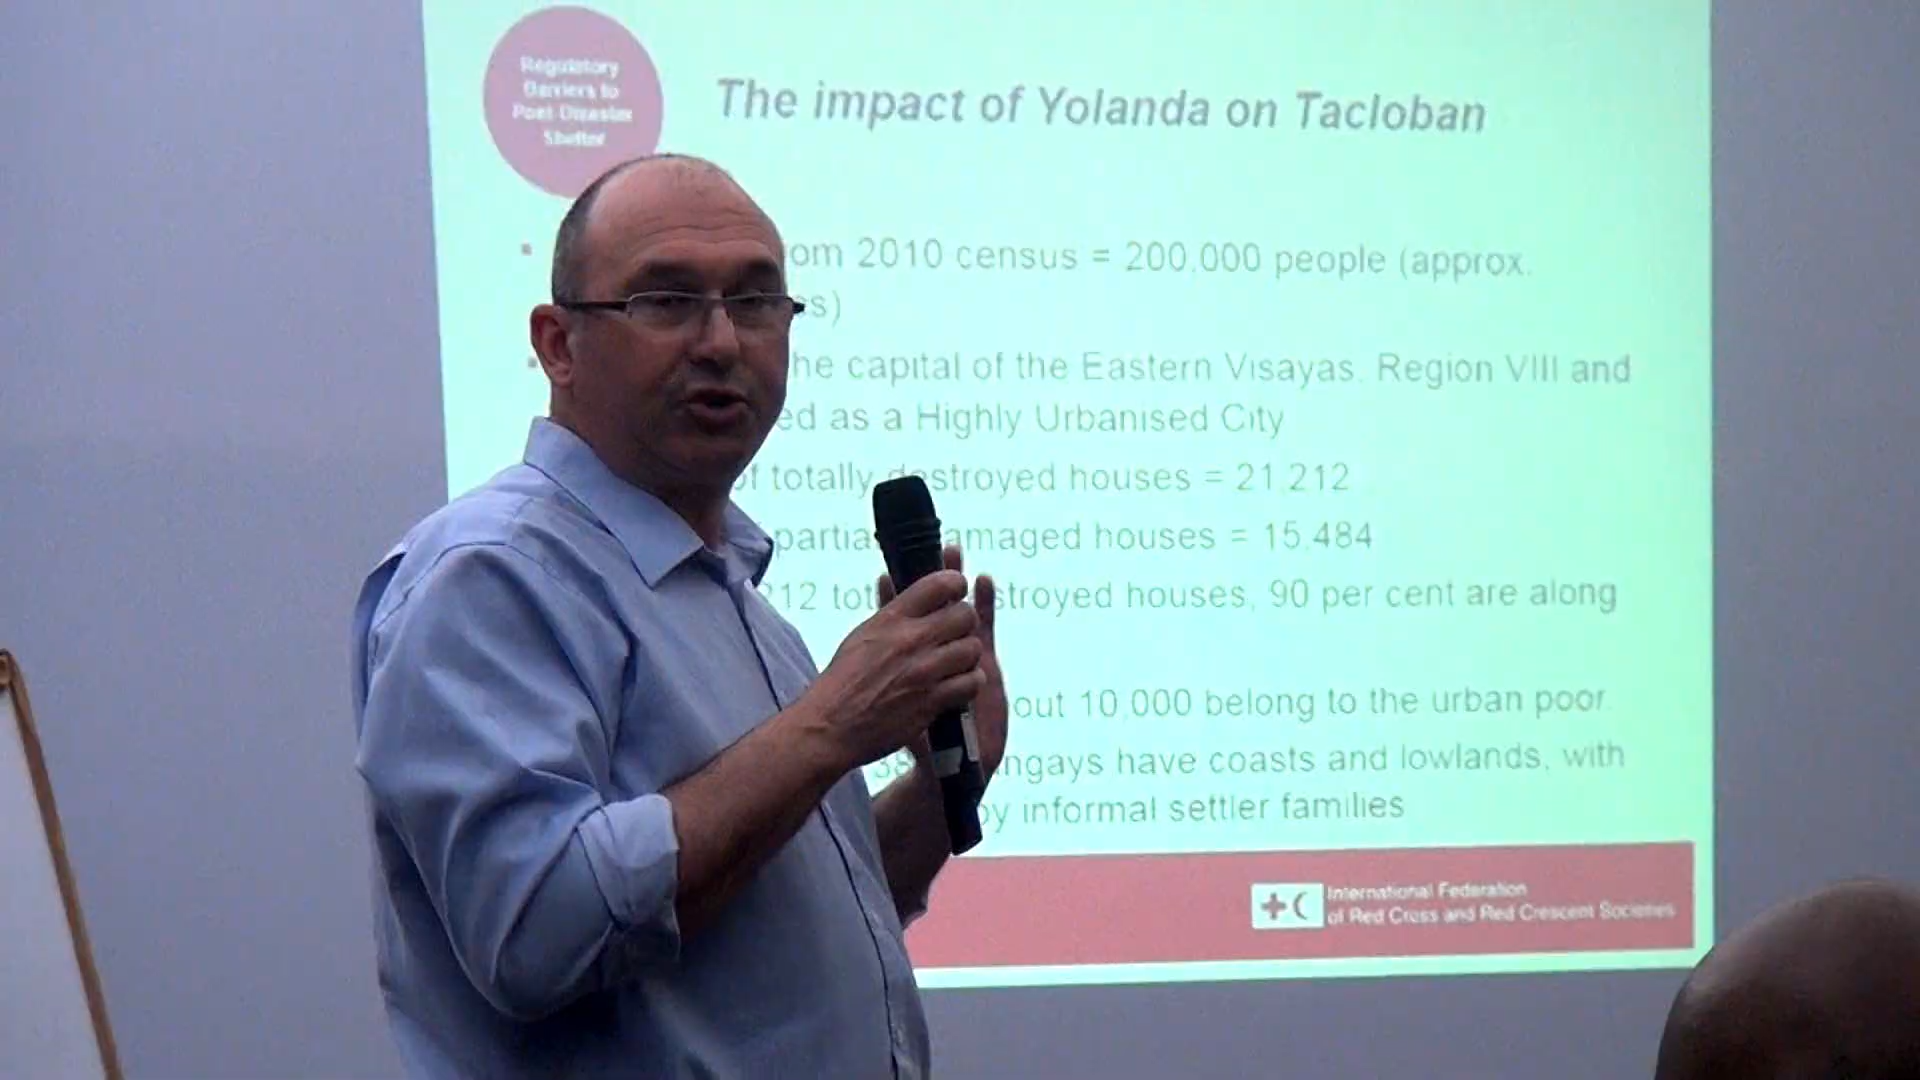 Regulatory
Barriers to
Post-Disaster
Shelter
The impact of Yolanda on Tacloban
om 2010 census = 200,000 people (approx.
es)
he capital of the Eastern Visayas, Region VIII and
ed as a Highly Urbanised City
of totally destroyed houses = 21,212
partia amaged houses = 15,484
212 tot stroyed houses, 90 per cent are along
out 10,000 belong to the urban poor.
38 ngays have coasts and lowlands, with
by informal settler families
International Federation
of Red Cross and Red Crescent Societies